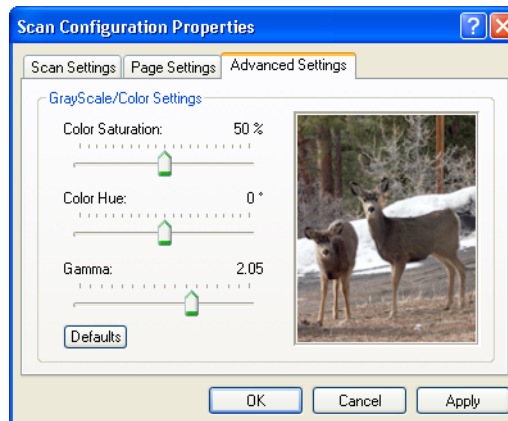 Scan Configuration Properties
Scan Settings Page Settings Advanced Settings
GrayScale/Color Settings
Color Saturation: 50 %
Color Hue: 0 °
Gamma: 2.05
Defaults
OK Cancel Apply